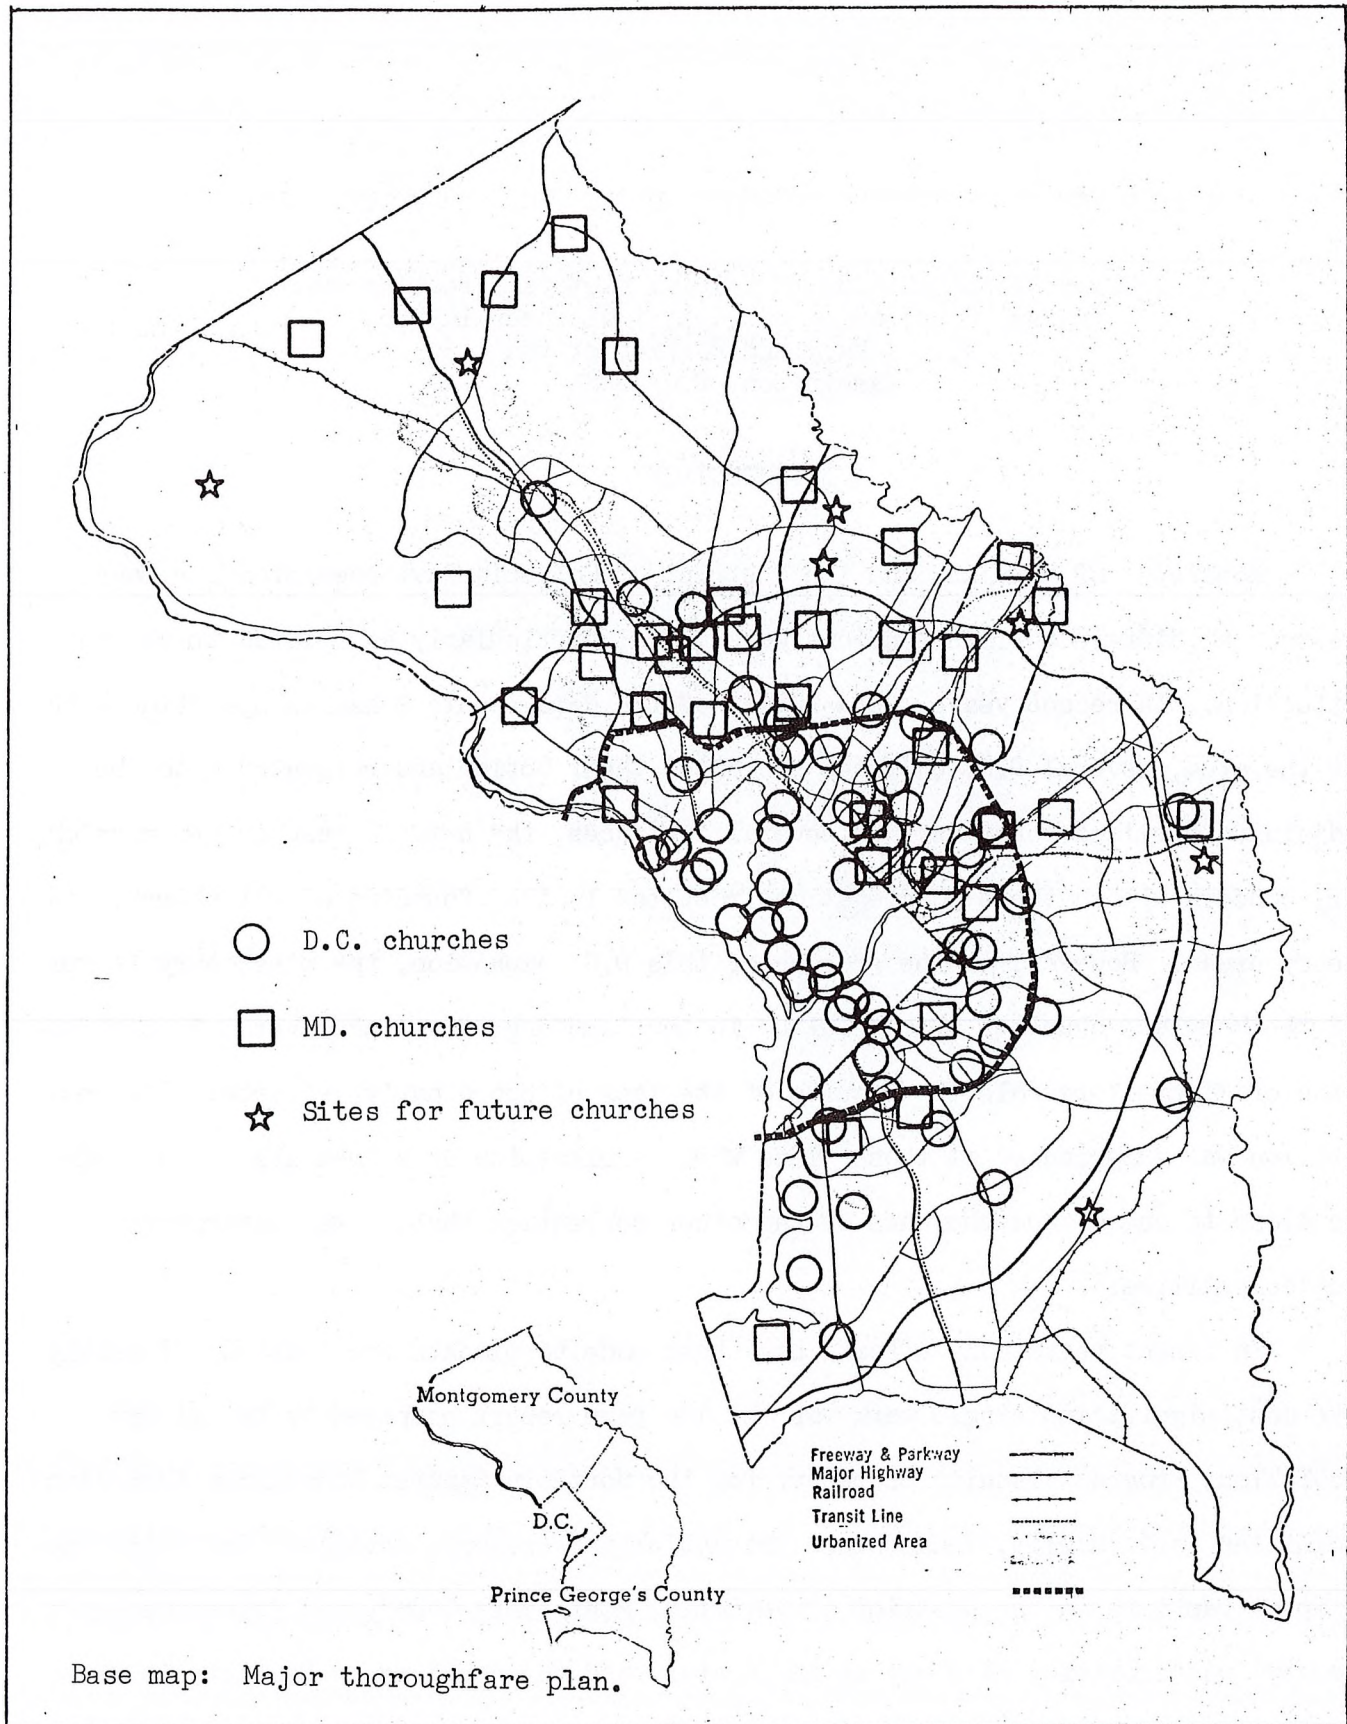 D.C. churches
MD. churches
Sites for future churches
Montgomery County
D.C.
Prince George's County
Freeway & Parkway
Major Highway
Railroad
Transit Line
Urbanized Area
Base map: Major thoroughfare plan.